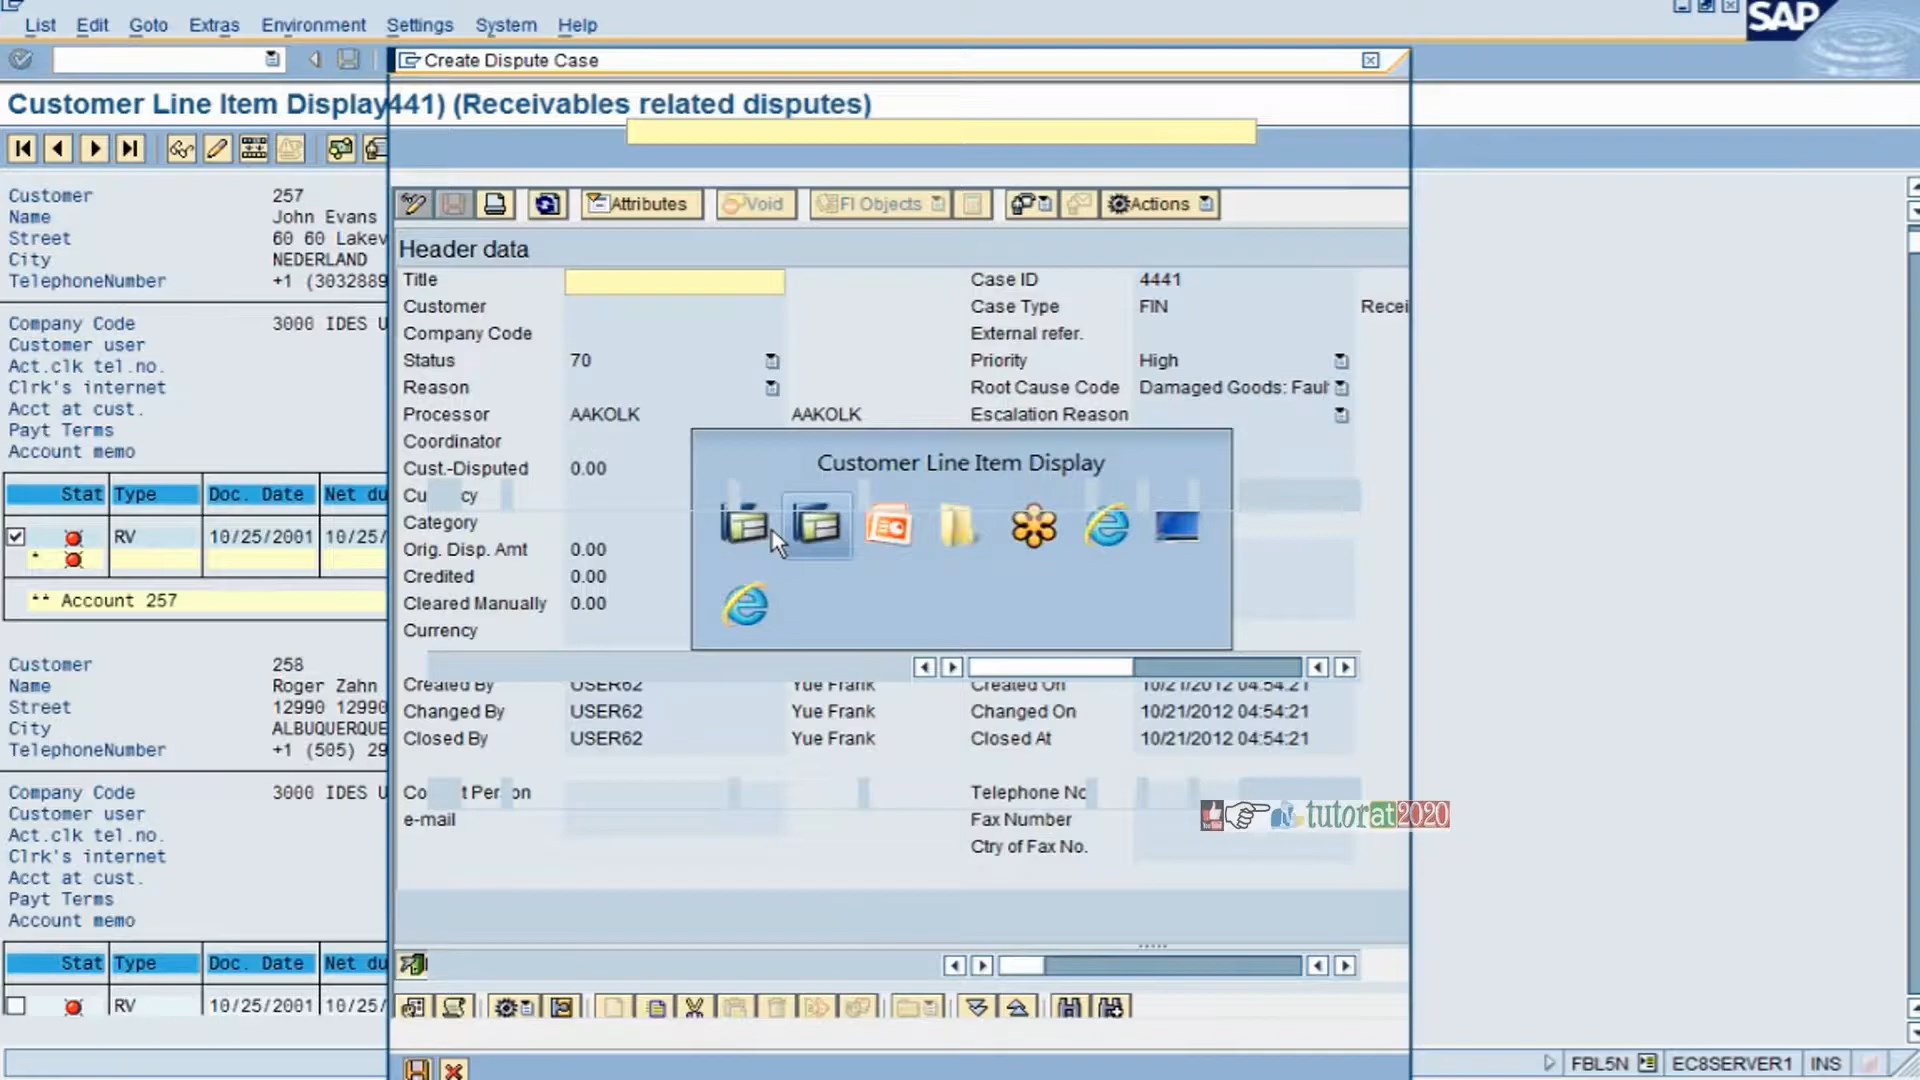 List Edit Goto Extras Environment Settings System Help
SAP
Create Dispute Case
Customer Line Item Display441) (Receivables related disputes)
Attributes Void FI Objects Actions
Customer 257
Name John Evans
Street 60 60 Lakev
City NEDERLAND
TelephoneNumber +1 (3032889
Company Code 3000 IDES U
Customer user
Act.clk tel.no.
Clrk's internet
Acct at cust.
Payt Terms
Account memo
Stat Type Doc. Date Net du
RV 10/25/2001 10/25/
*
** Account 257
Customer 258
Name Roger Zahn
Street 12990 12990
City ALBUQUERQUE
TelephoneNumber +1 (505) 29
Company Code 3000 IDES U
Customer user
Act.clk tel.no.
Clrk's internet
Acct at cust.
Payt Terms
Account memo
Stat Type Doc. Date Net du
RV 10/25/2001 10/25/
Header data
Title Case ID 4441
Customer Case Type FIN Recei
Company Code External refer.
Status 70 Priority High
Reason Root Cause Code Damaged Goods: Faul
Processor AAKOLK AAKOLK Escalation Reason
Coordinator
Cust.-Disputed 0.00
Cu cy
Category
Orig. Disp. Amt 0.00
Credited 0.00
Cleared Manually 0.00
Currency
Customer Line Item Display
Created By USER62 Yue Frank Created On 10/21/2012 04:54:21
Changed By USER62 Yue Frank Changed On 10/21/2012 04:54:21
Closed By USER62 Yue Frank Closed At 10/21/2012 04:54:21
Co t Per on Telephone No
e-mail Fax Number
Ctry of Fax No.
tutorat2020
FBL5N EC8SERVER1 INS